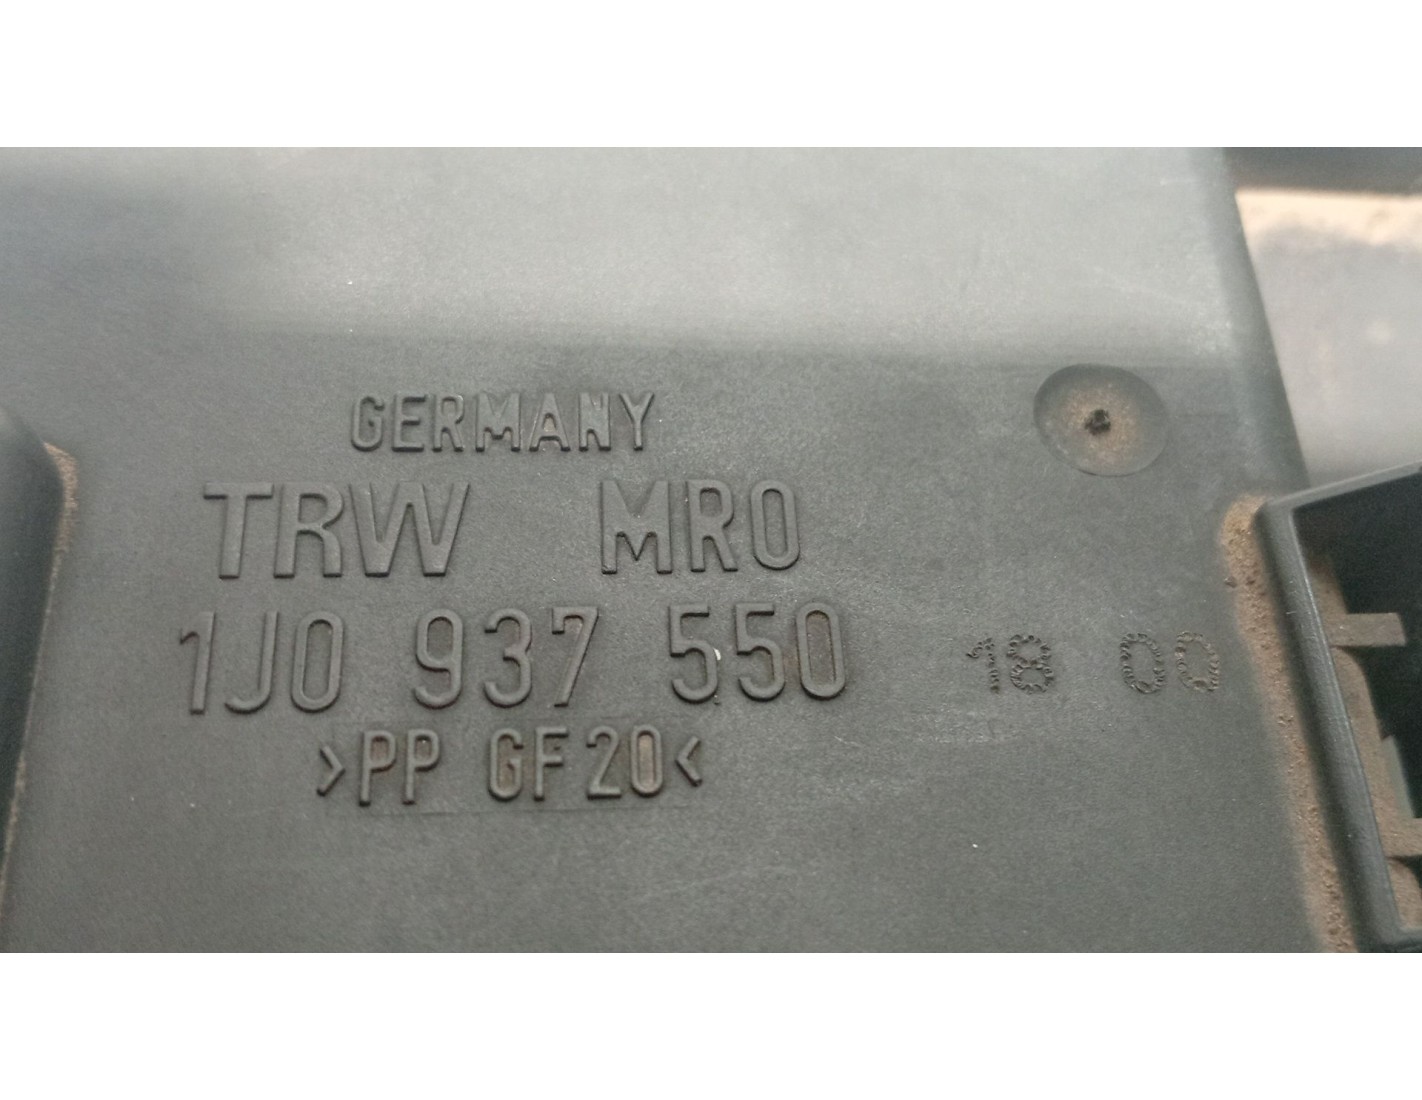 GERMANY
TRW MRO
1J0 937 550 18 00
>PP GF20<